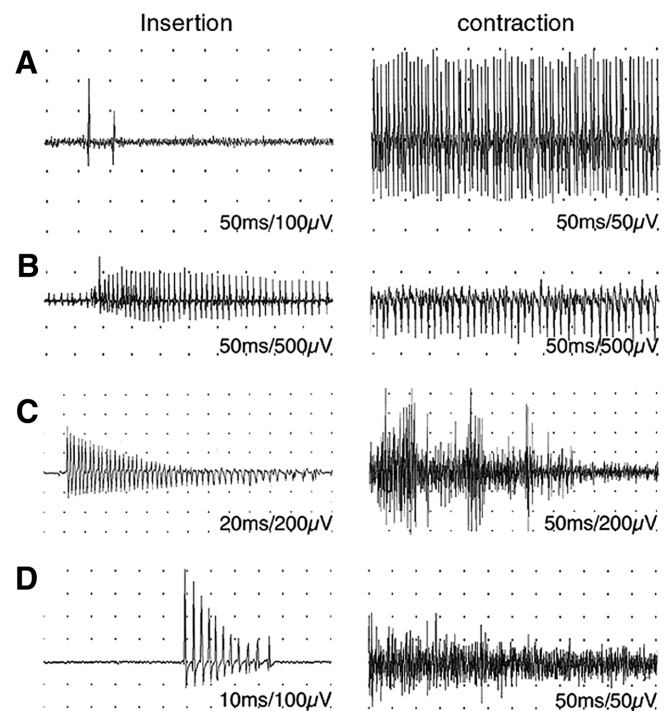 Insertion contraction
A
50ms/100µV 50ms/50µV
B
50ms/500µV 50ms/500µV
C
20ms/200µV 50ms/200µV
D
10ms/100µV 50ms/50µV